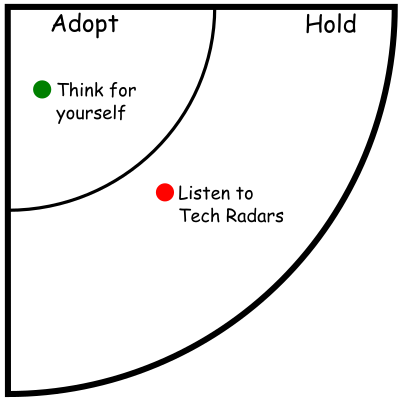 Adopt
Hold
Think for
yourself
Listen to
Tech Radars